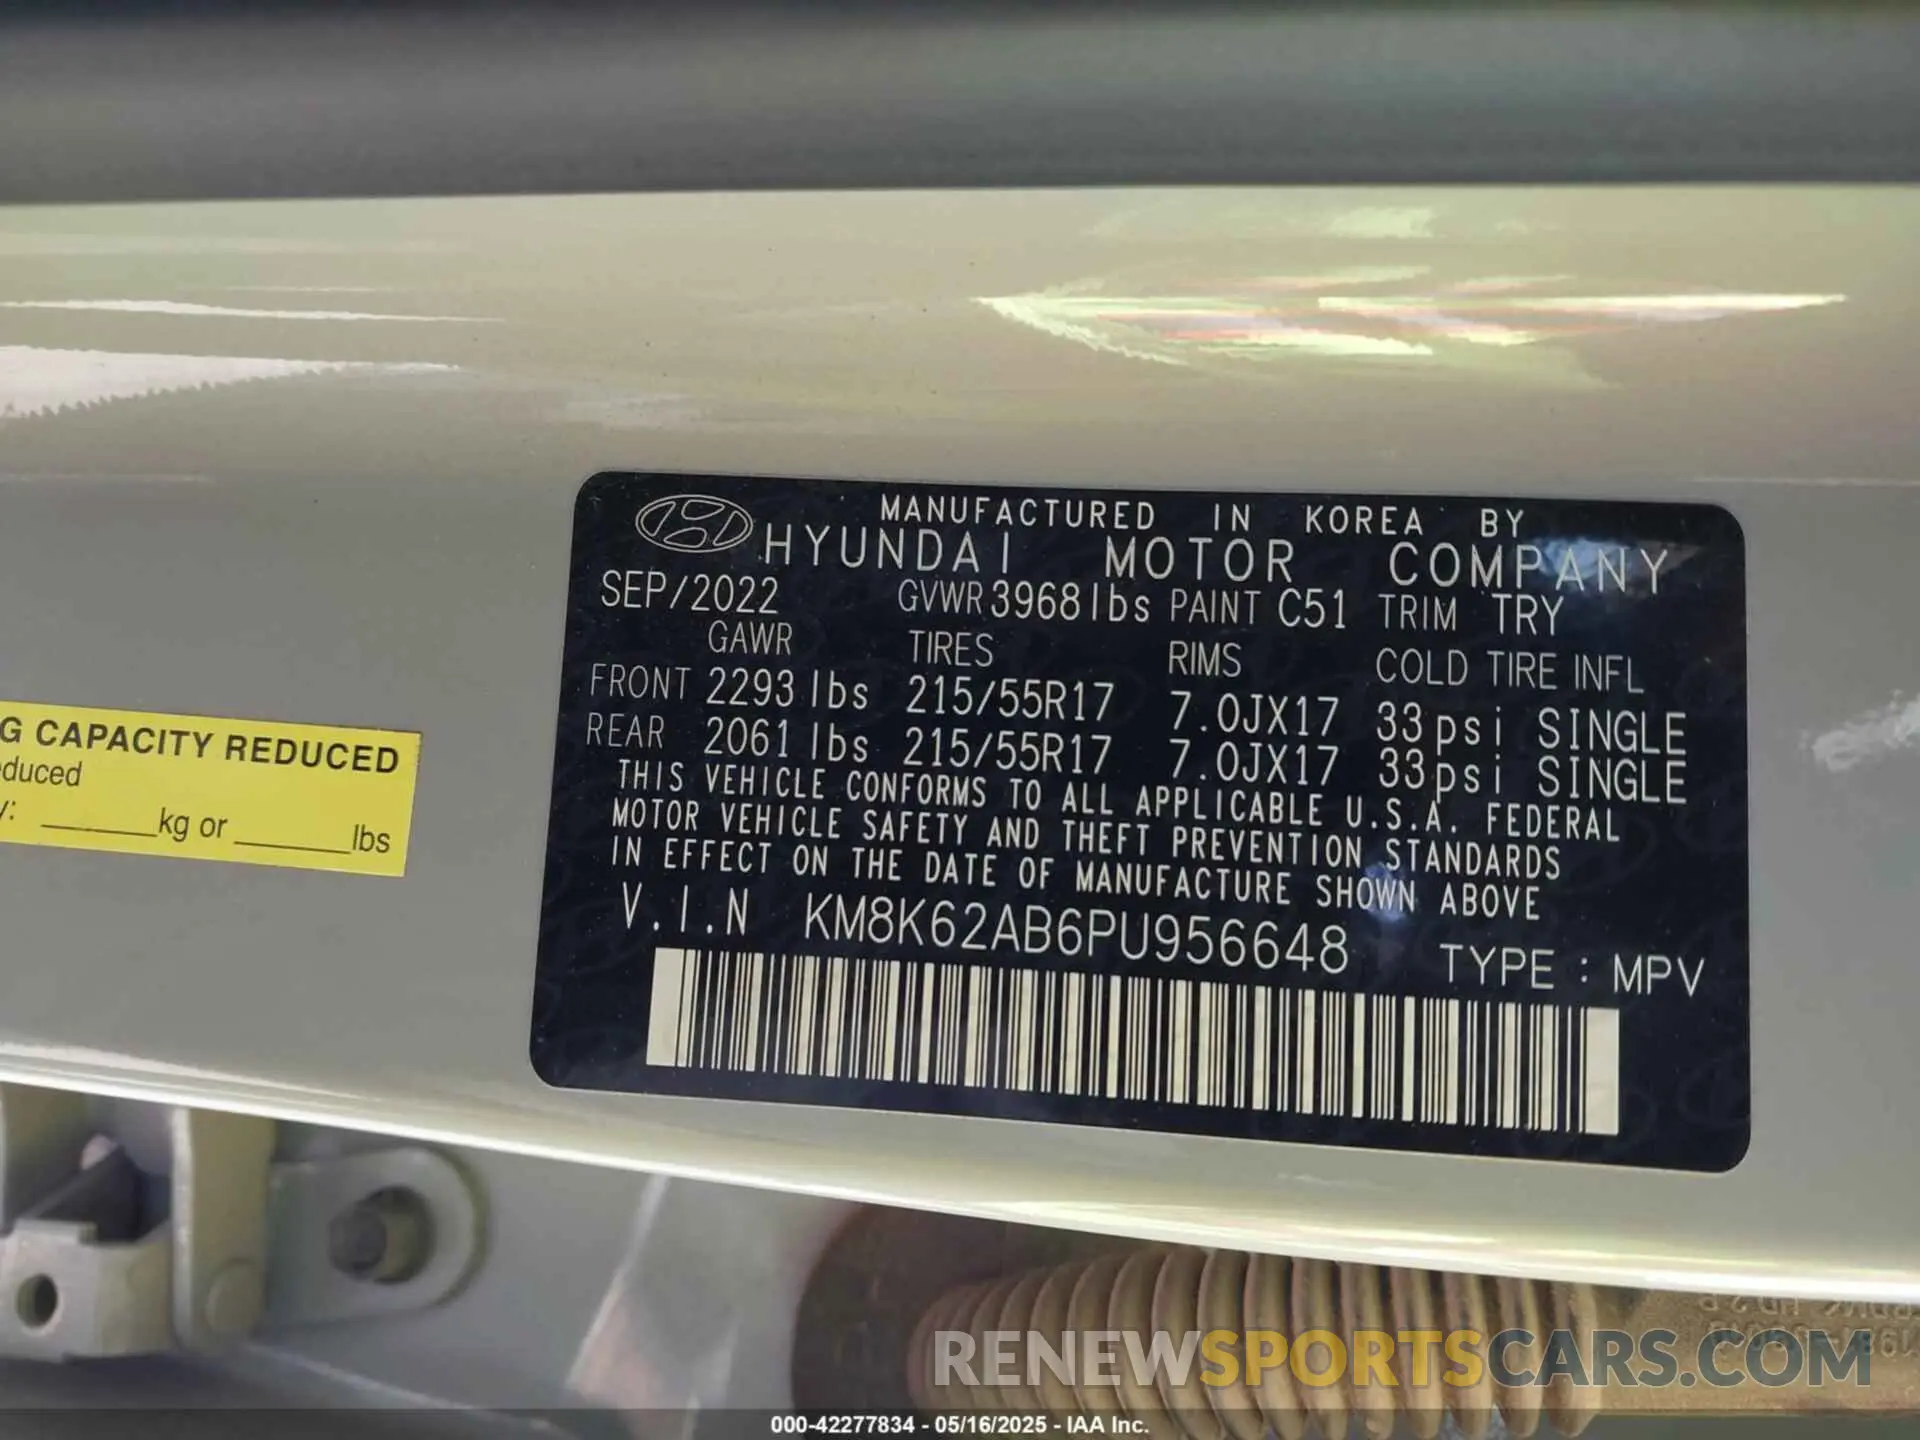 MANUFACTURED IN KOREA BY
HYUNDAI MOTOR COMPANY
SEP/2022 GVWR 3968 lbs PAINT C51 TRIM TRY
GAWR TIRES RIMS COLD TIRE INFL
FRONT 2293 lbs 215/55R17 7.0JX17 33psi SINGLE
REAR 2061 lbs 215/55R17 7.0JX17 33psi SINGLE
THIS VEHICLE CONFORMS TO ALL APPLICABLE U.S.A. FEDERAL
MOTOR VEHICLE SAFETY AND THEFT PREVENTION STANDARDS
IN EFFECT ON THE DATE OF MANUFACTURE SHOWN ABOVE
V.I.N KM8K62AB6PU956648 TYPE : MPV
G CAPACITY REDUCED
duced
y: ______kg or ______lbs
RENEWSPORTSCARS.COM
000-42277834 - 05/16/2025 - IAA Inc.